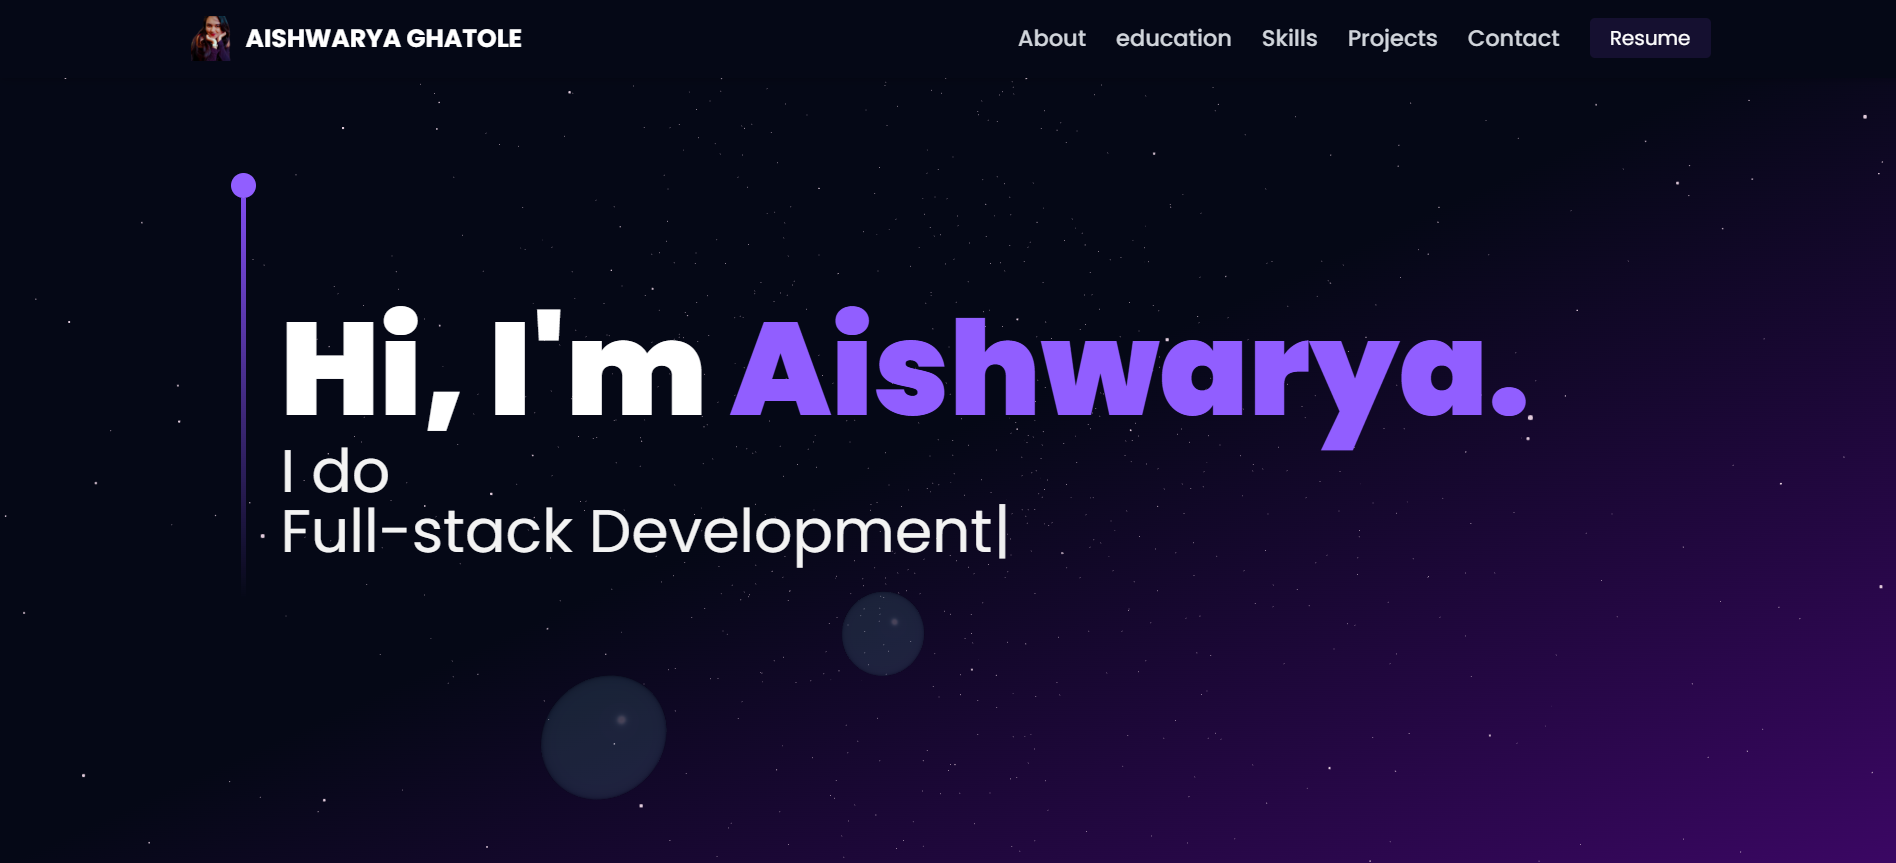 AISHWARYA GHATOLE
About education Skills Projects Contact Resume
Hi, I'm Aishwarya.
I do
Full-stack Development|